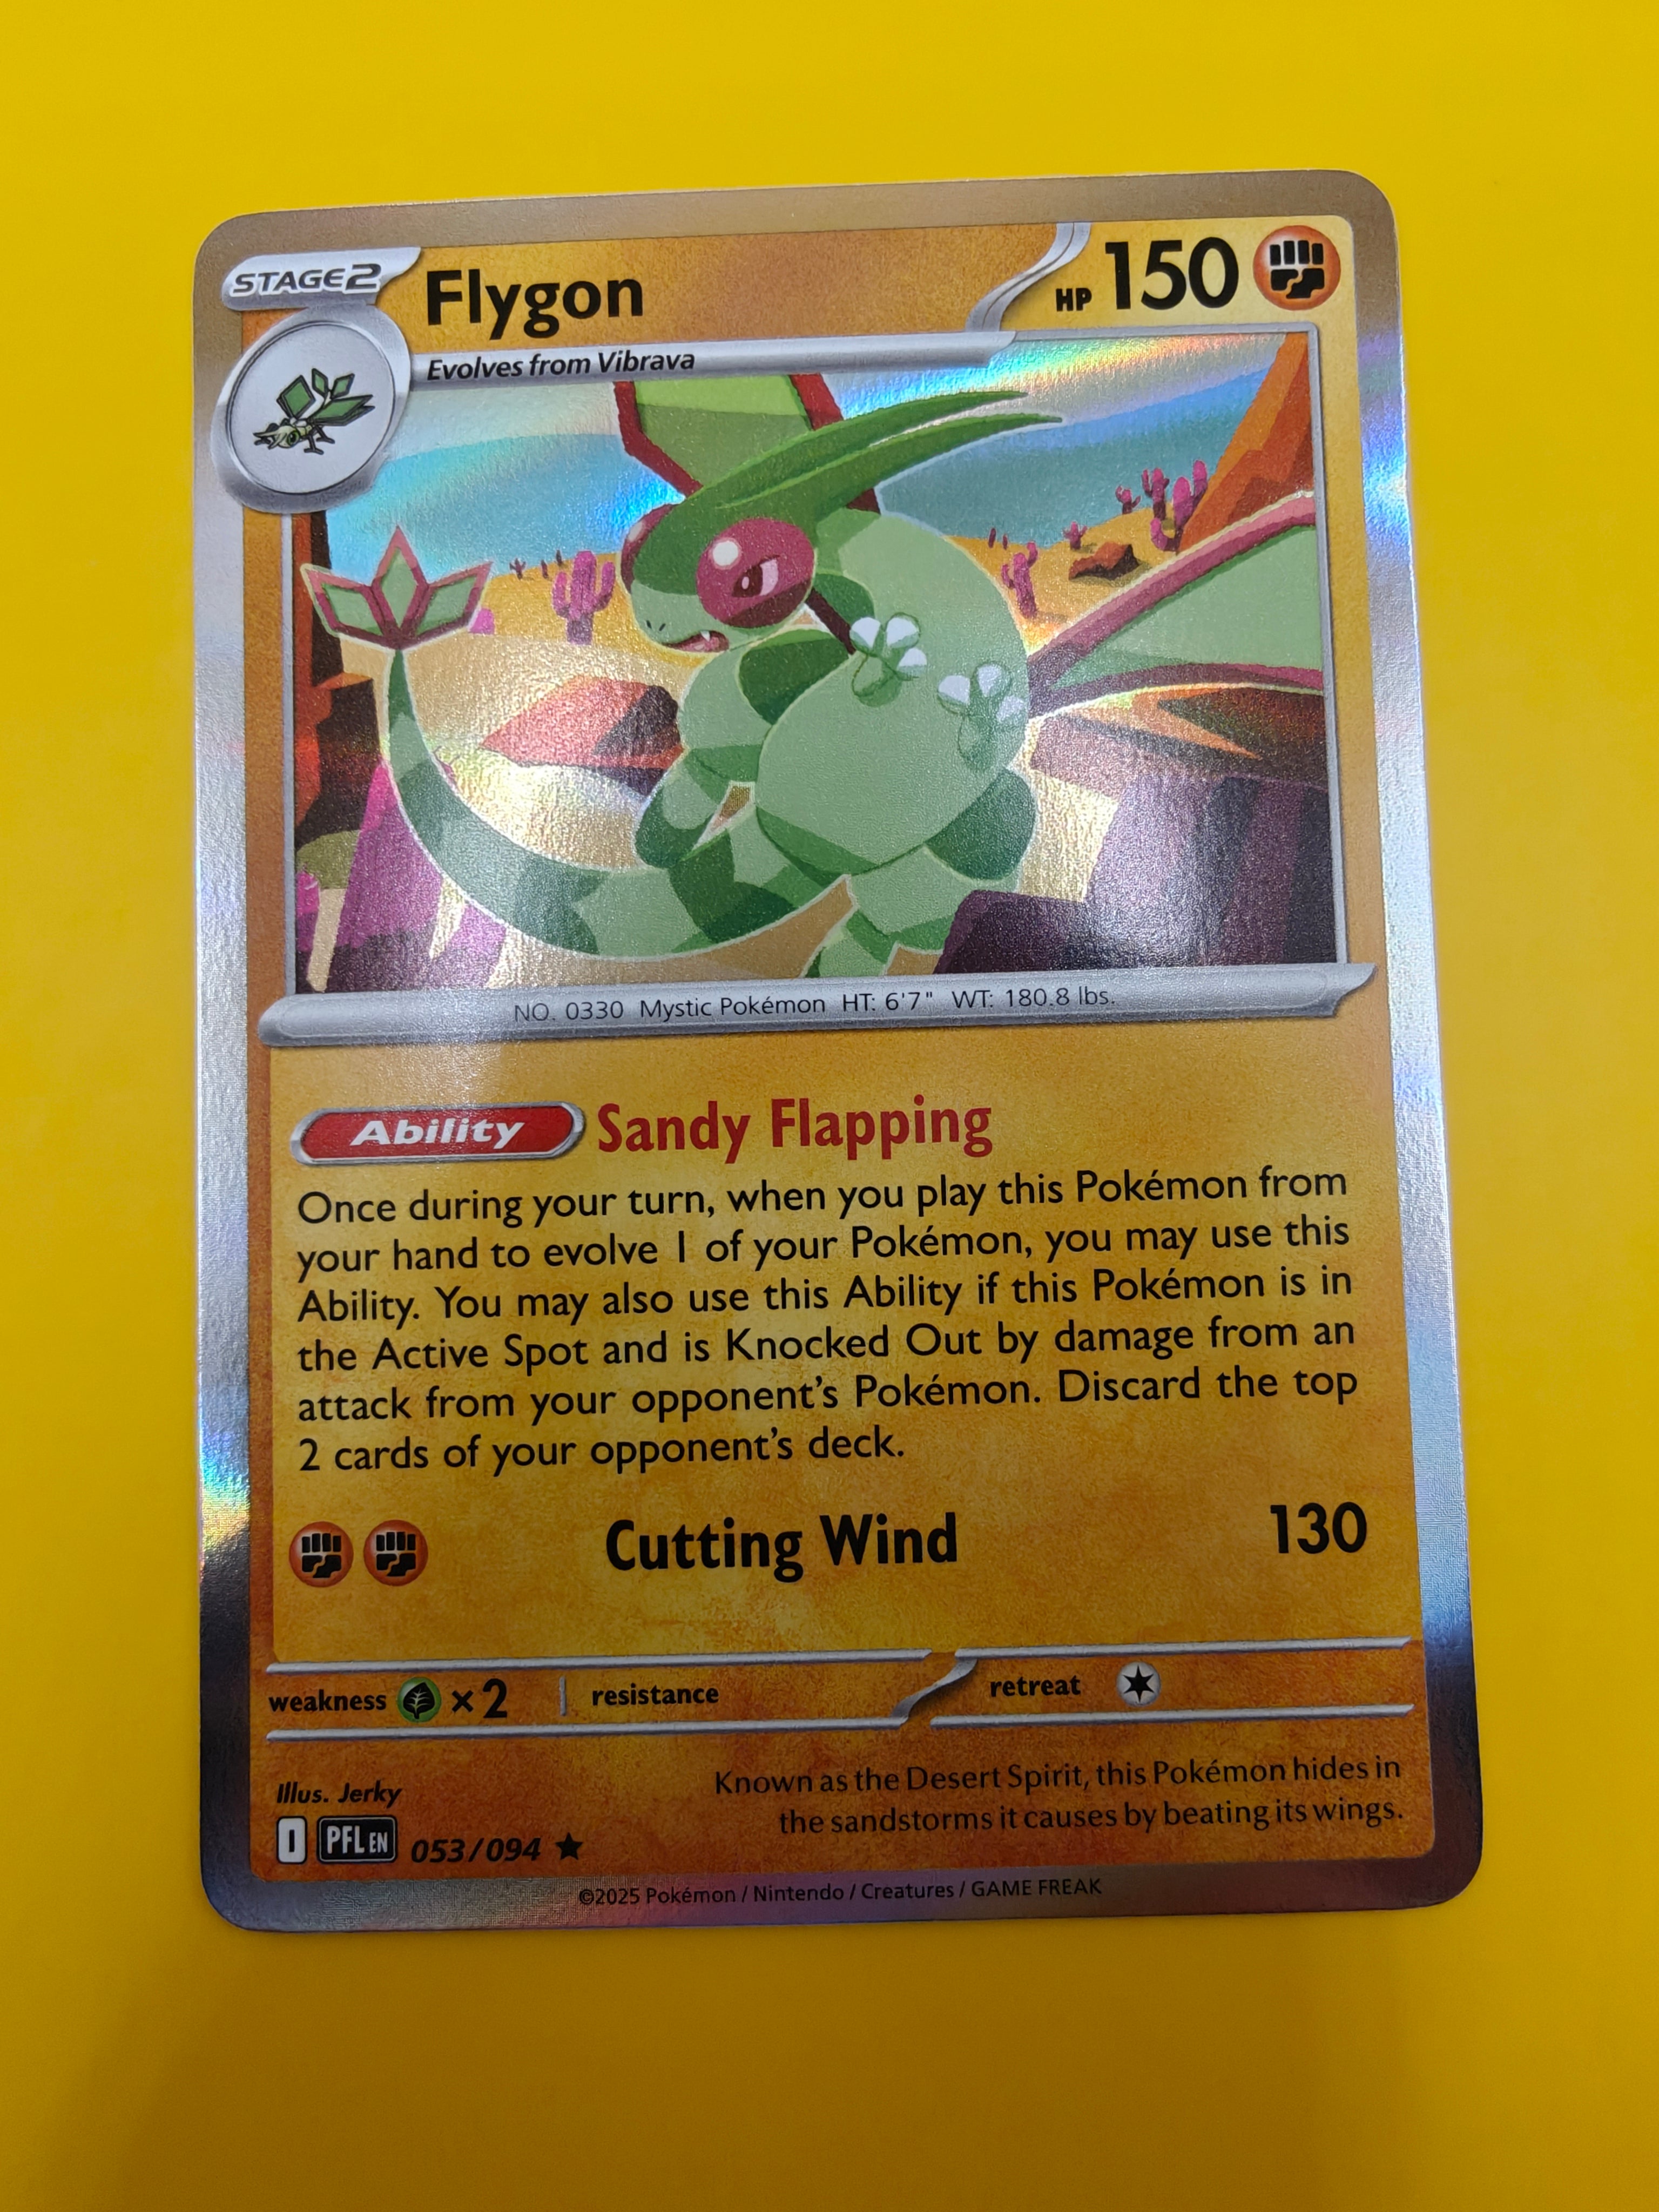 STAGE2
Flygon
HP 150
Evolves from Vibrava
NO. 0330 Mystic Pokémon HT: 6'7" WT: 180.8 lbs.
Ability Sandy Flapping
Once during your turn, when you play this Pokémon from
your hand to evolve 1 of your Pokémon, you may use this
Ability. You may also use this Ability if this Pokémon is in
the Active Spot and is Knocked Out by damage from an
attack from your opponent's Pokémon. Discard the top
2 cards of your opponent's deck.
Cutting Wind 130
weakness ×2 resistance retreat
Illus. Jerky
Known as the Desert Spirit, this Pokémon hides in
the sandstorms it causes by beating its wings.
I PFL EN 053/094 ★
©2025 Pokémon / Nintendo / Creatures / GAME FREAK